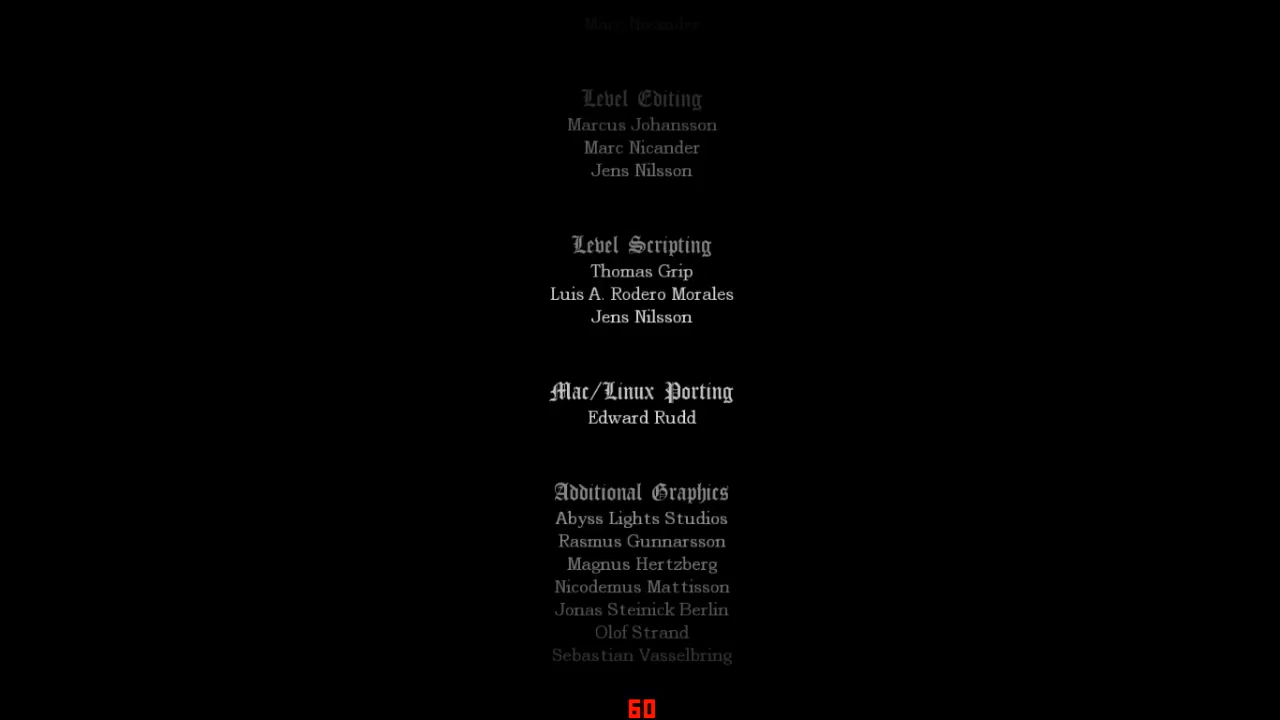 Marc Nicander
Level Editing
Marcus Johansson
Marc Nicander
Jens Nilsson
Level Scripting
Thomas Grip
Luis A. Rodero Morales
Jens Nilsson
Mac/Linux Porting
Edward Rudd
Additional Graphics
Abyss Lights Studios
Rasmus Gunnarsson
Magnus Hertzberg
Nicodemus Mattisson
Jonas Steinick Berlin
Olof Strand
Sebastian Vasselbring
60